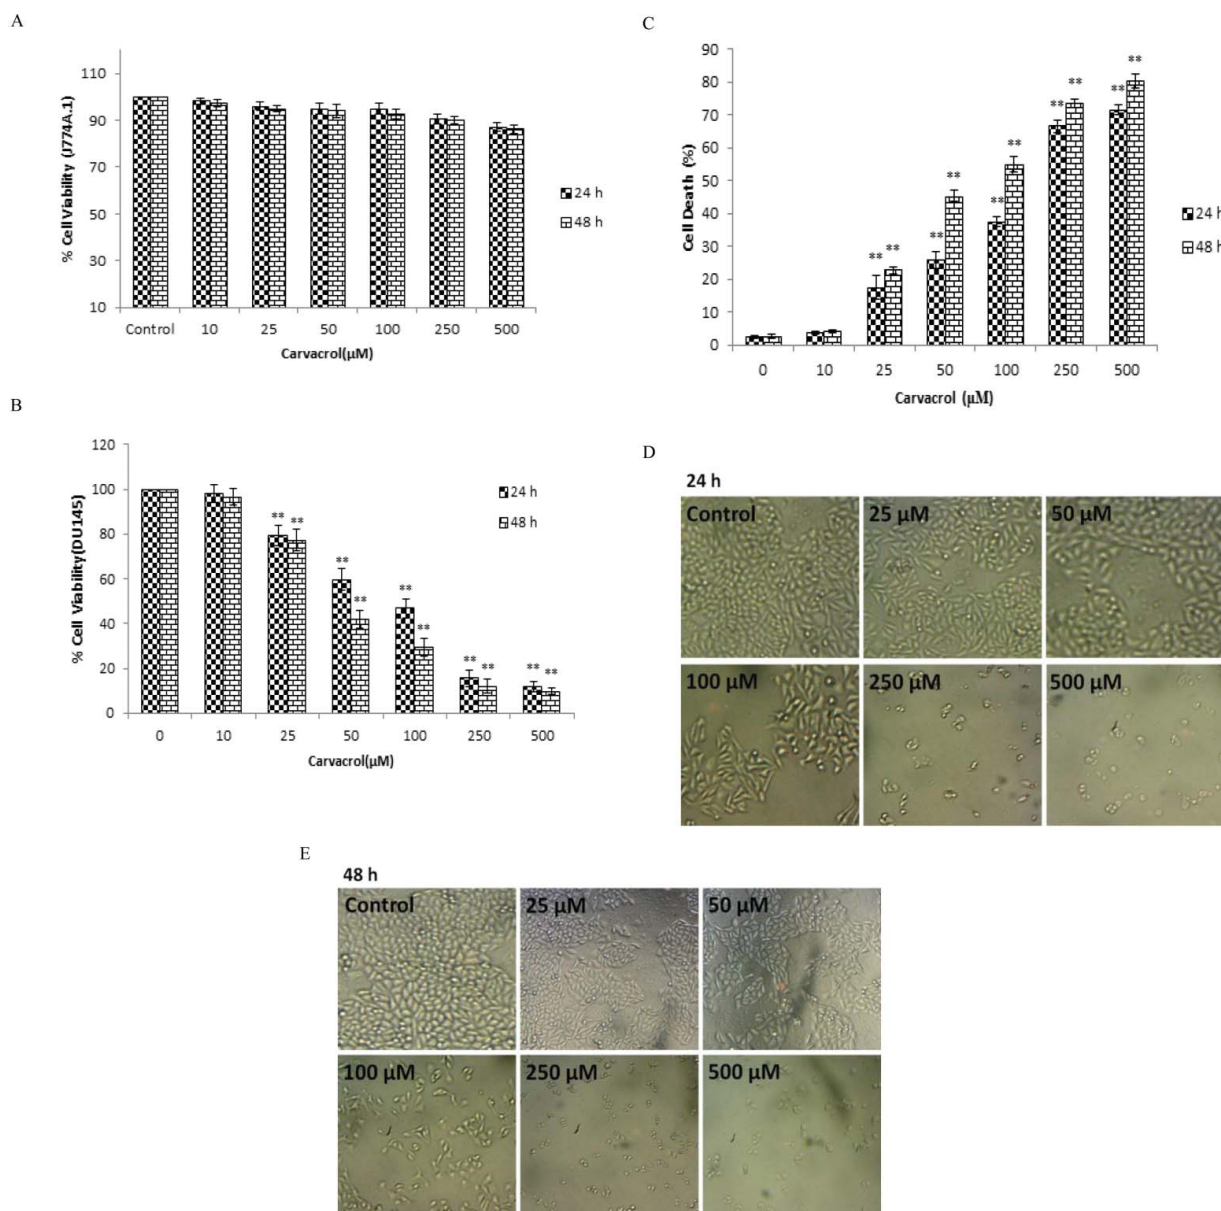 A
110
90
70
50
30
10
% Cell Viability (J774A.1)
Control 10 25 50 100 250 500
Carvacrol(µM)
24 h
48 h
B
120
100
80
60
40
20
0
% Cell Viability(DU145)
** ** ** ** ** ** ** ** ** **
0 10 25 50 100 250 500
Carvacrol(µM)
24 h
48 h
C
90
80
70
60
50
40
30
20
10
0
Cell Death (%)
** ** ** ** ** ** ** ** ** **
0 10 25 50 100 250 500
Carvacrol (µM)
24 h
48 h
D
24 h
Control 25 µM 50 µM
100 µM 250 µM 500 µM
E
48 h
Control 25 µM 50 µM
100 µM 250 µM 500 µM